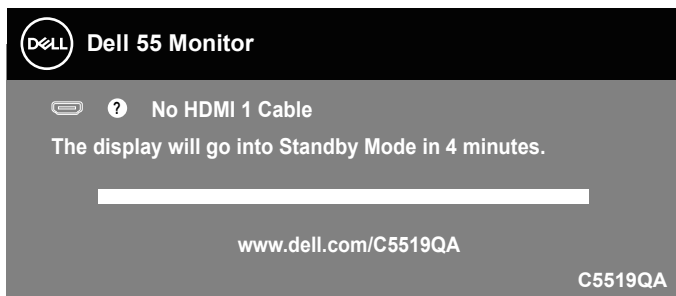 DELL Dell 55 Monitor
? No HDMI 1 Cable
The display will go into Standby Mode in 4 minutes.
www.dell.com/C5519QA
C5519QA